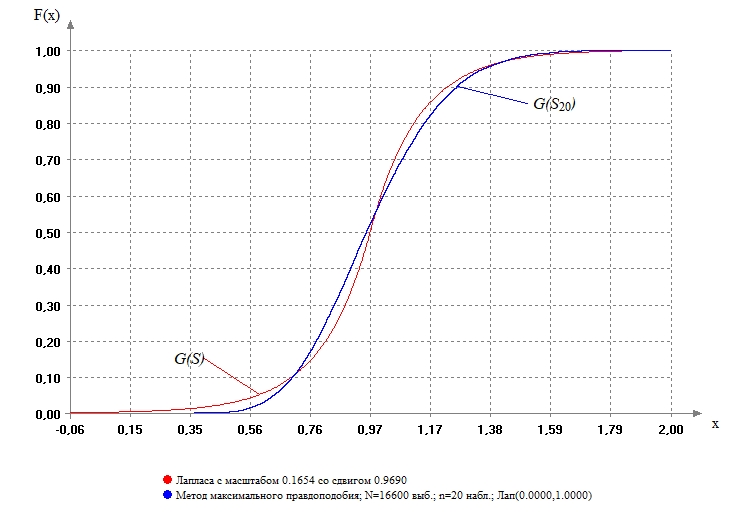 F(x)
1,00
0,90
G(S20)
0,80
0,70
0,60
0,50
0,40
0,30
0,20
G(S)
0,10
0,00
-0,06 0,15 0,35 0,56 0,76 0,97 1,17 1,38 1,59 1,79 2,00 x
Лапласа с масштабом 0.1654 со сдвигом 0.9690
Метод максимального правдоподобия; N=16600 выб.; n=20 набл.; Лап(0.0000,1.0000)